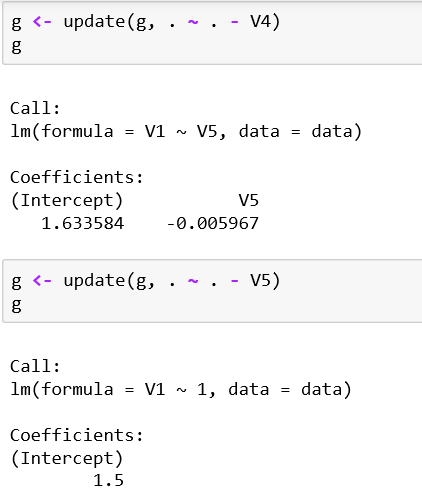 g <- update(g, . ~ . - V4)
g
Call:
lm(formula = V1 ~ V5, data = data)
Coefficients:
(Intercept)           V5
   1.633584    -0.005967
g <- update(g, . ~ . - V5)
g
Call:
lm(formula = V1 ~ 1, data = data)
Coefficients:
(Intercept)
        1.5